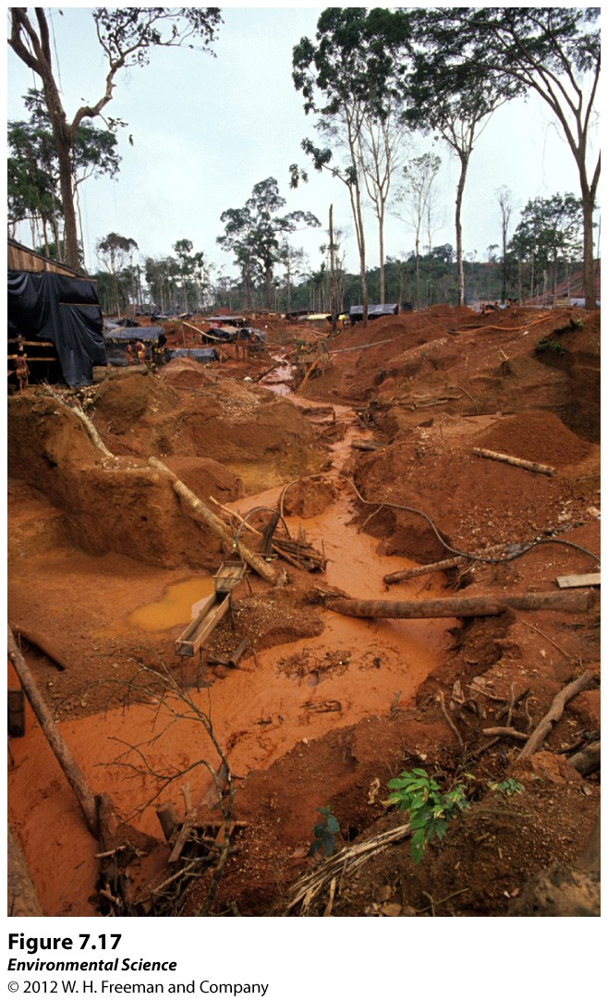 Figure 7.17
Environmental Science
© 2012 W. H. Freeman and Company